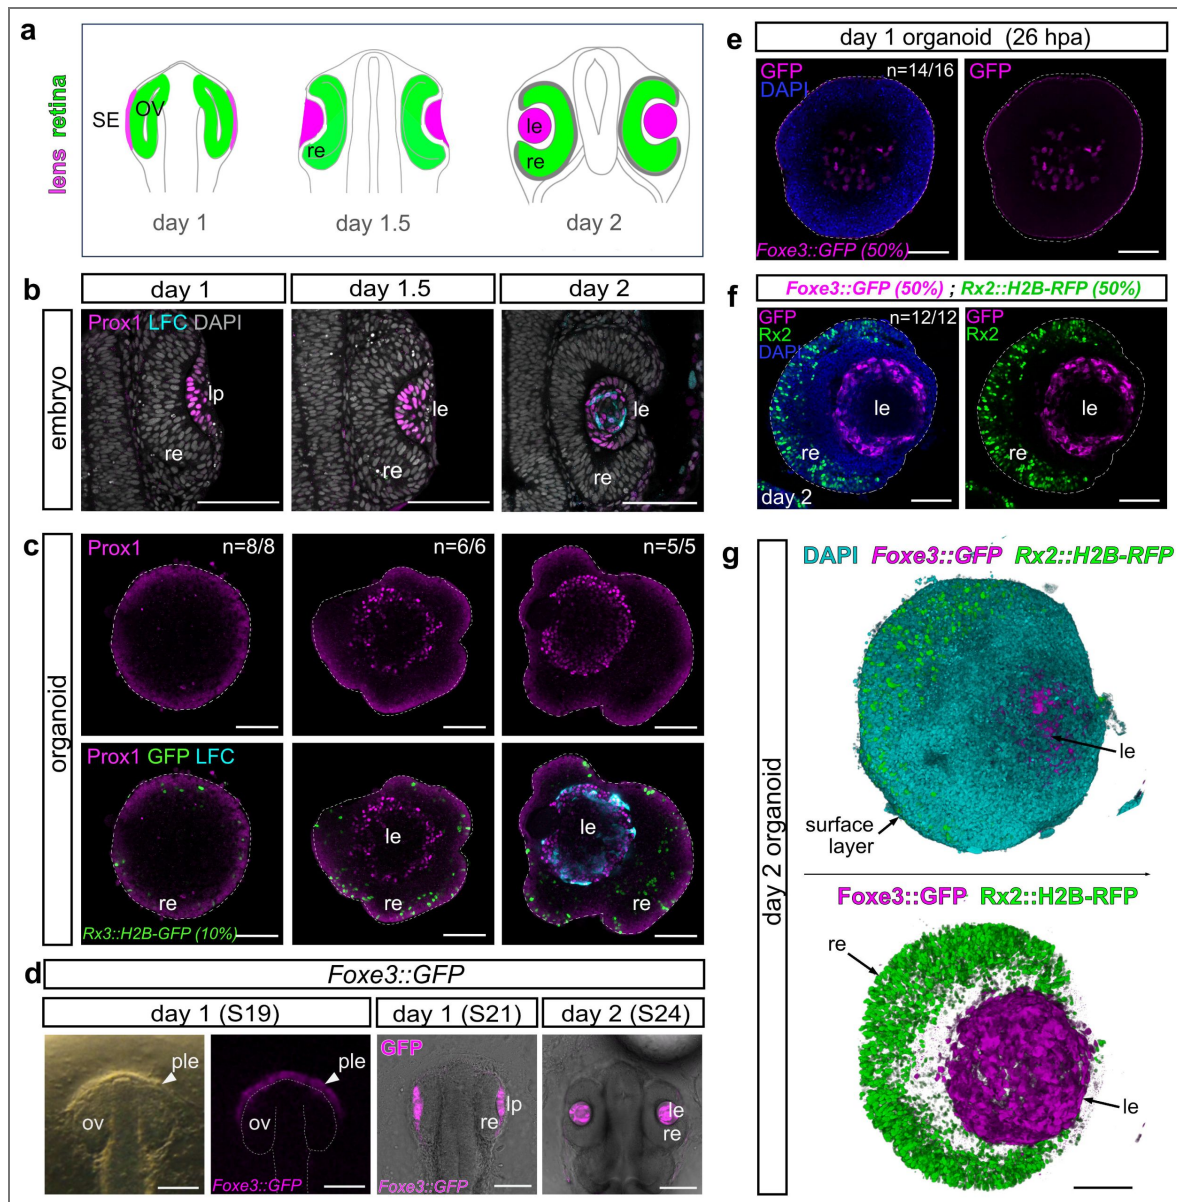 a
lens retina
SE
OV
re
le
re
day 1
day 1.5
day 2
b
day 1
day 1.5
day 2
embryo
Prox1 LFC DAPI
lp
re
le
re
le
re
c
organoid
Prox1
n=8/8
n=6/6
n=5/5
Prox1 GFP LFC
re
Rx3::H2B-GFP (10%)
le
re
le
re
d
Foxe3::GFP
day 1 (S19)
day 1 (S21)
day 2 (S24)
ple
ov
ple
ov
Foxe3::GFP
GFP
lp
re
Foxe3::GFP
le
re
e
day 1 organoid (26 hpa)
GFP
DAPI
n=14/16
Foxe3::GFP (50%)
GFP
f
Foxe3::GFP (50%) ; Rx2::H2B-RFP (50%)
GFP
Rx2
DAPI
n=12/12
le
re
day 2
GFP
Rx2
le
re
g
day 2 organoid
DAPI Foxe3::GFP Rx2::H2B-RFP
le
surface
layer
Foxe3::GFP Rx2::H2B-RFP
re
le